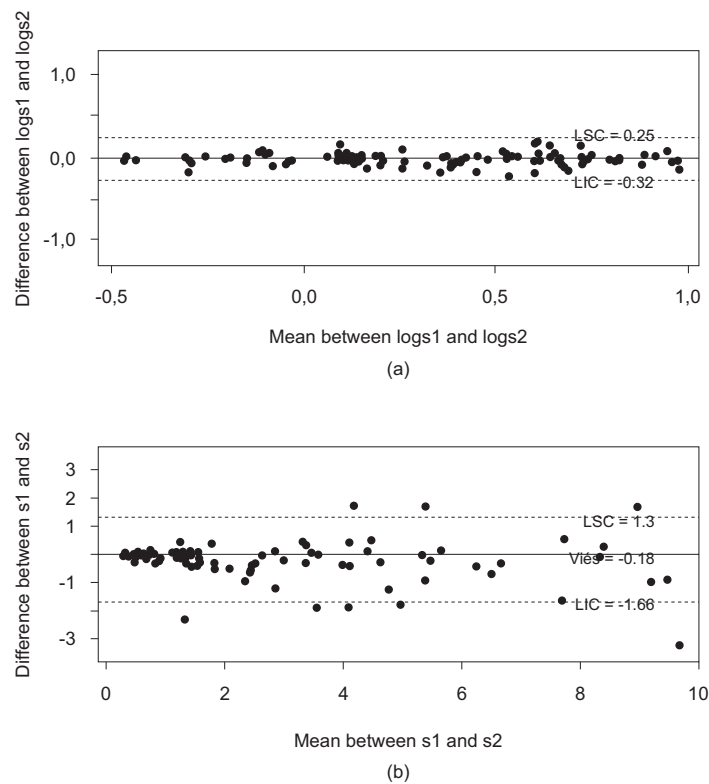 Difference between logs1 and logs2
1,0
0,0
-1,0
LSC = 0.25
LIC = -0.32
-0,5
0,0
0,5
1,0
Mean between logs1 and logs2
(a)
Difference between s1 and s2
3
2
1
0
-1
-3
LSC = 1.3
Viés = -0.18
LIC = -1.66
0
2
4
6
8
10
Mean between s1 and s2
(b)